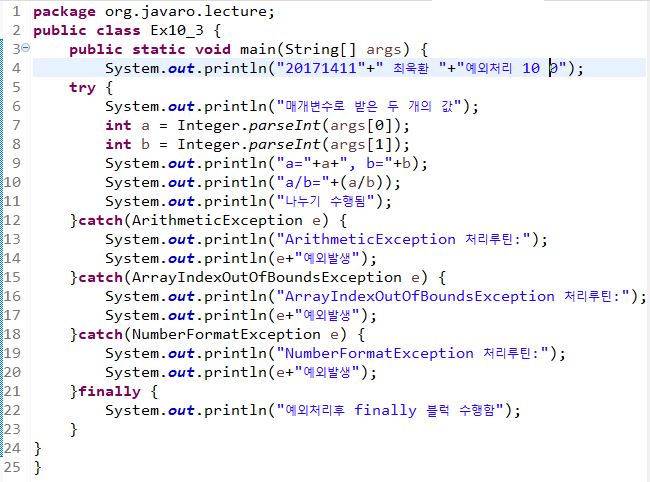 1 package org.javaro.lecture;
2 public class Ex10_3 {
3 public static void main(String[] args) {
4 System.out.println("20171411"+" 최욱환 "+"예외처리 10 0");
5 try {
6 System.out.println("매개변수로 받은 두 개의 값");
7 int a = Integer.parseInt(args[0]);
8 int b = Integer.parseInt(args[1]);
9 System.out.println("a="+a+", b="+b);
10 System.out.println("a/b="+(a/b));
11 System.out.println("나누기 수행됨");
12 }catch(ArithmeticException e) {
13 System.out.println("ArithmeticException 처리루틴:");
14 System.out.println(e+"예외발생");
15 }catch(ArrayIndexOutOfBoundsException e) {
16 System.out.println("ArrayIndexOutOfBoundsException 처리루틴:");
17 System.out.println(e+"예외발생");
18 }catch(NumberFormatException e) {
19 System.out.println("NumberFormatException 처리루틴:");
20 System.out.println(e+"예외발생");
21 }finally {
22 System.out.println("예외처리후 finally 블럭 수행함");
23 }
24 }
25 }